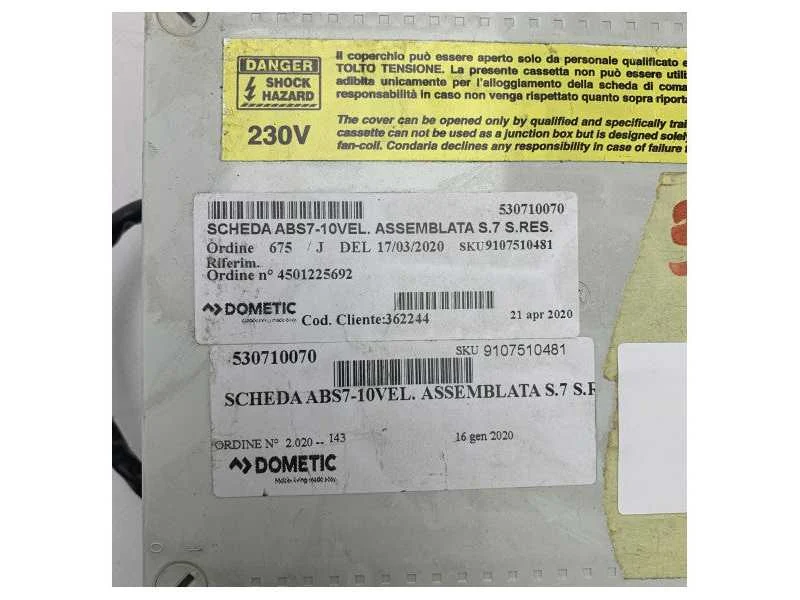 DANGER
SHOCK
HAZARD
230V
Il coperchio può essere aperto solo da personale qualificato e
TOLTO TENSIONE. La presente cassetta non può essere
adibita unicamente per l'alloggiamento della scheda di
responsabilità in caso non venga rispettato quanto sopra
The cover can be opened only by qualified and specifically
cassette can not be used as a junction box but is designed solely
fan-coil. Condaria declines any responsibility in case of failure
530710070
SCHEDA ABS7-10VEL. ASSEMBLATA S.7 S.RES.
Ordine 675 / J DEL 17/03/2020 SKU9107510481
Riferim.
Ordine n° 4501225692
DOMETIC
Cod. Cliente:362244
21 apr 2020
530710070
SKU 9107510481
SCHEDA ABS7-10VEL. ASSEMBLATA S.7 S.R
ORDINE N° 2.020-- 143
16 gen 2020
DOMETIC
Mobile living made easy